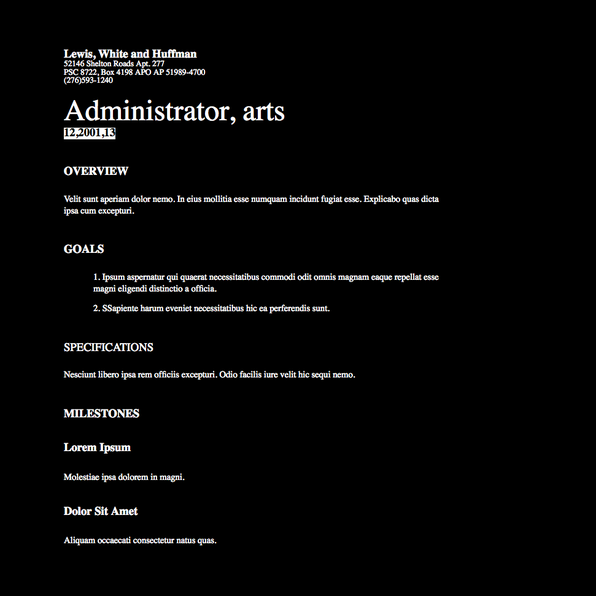 Lewis, White and Huffman
52146 Shelton Roads Apt. 277
PSC 8722, Box 4198 APO AP 51989-4700
(276)593-1240
Administrator, arts
12,2001,13
OVERVIEW
Velit sunt aperiam dolor nemo. In eius mollitia esse numquam incidunt fugiat esse. Explicabo quas dicta
ipsa cum excepturi.
GOALS
1. Ipsum aspernatur qui quaerat necessitatibus commodi odit omnis magnam eaque repellat esse
magni eligendi distinctio a officia.
2. SSapiente harum eveniet necessitatibus hic ea perferendis sunt.
SPECIFICATIONS
Nesciunt libero ipsa rem officiis excepturi. Odio facilis iure velit hic sequi nemo.
MILESTONES
Lorem Ipsum
Molestiae ipsa dolorem in magni.
Dolor Sit Amet
Aliquam occaecati consectetur natus quas.